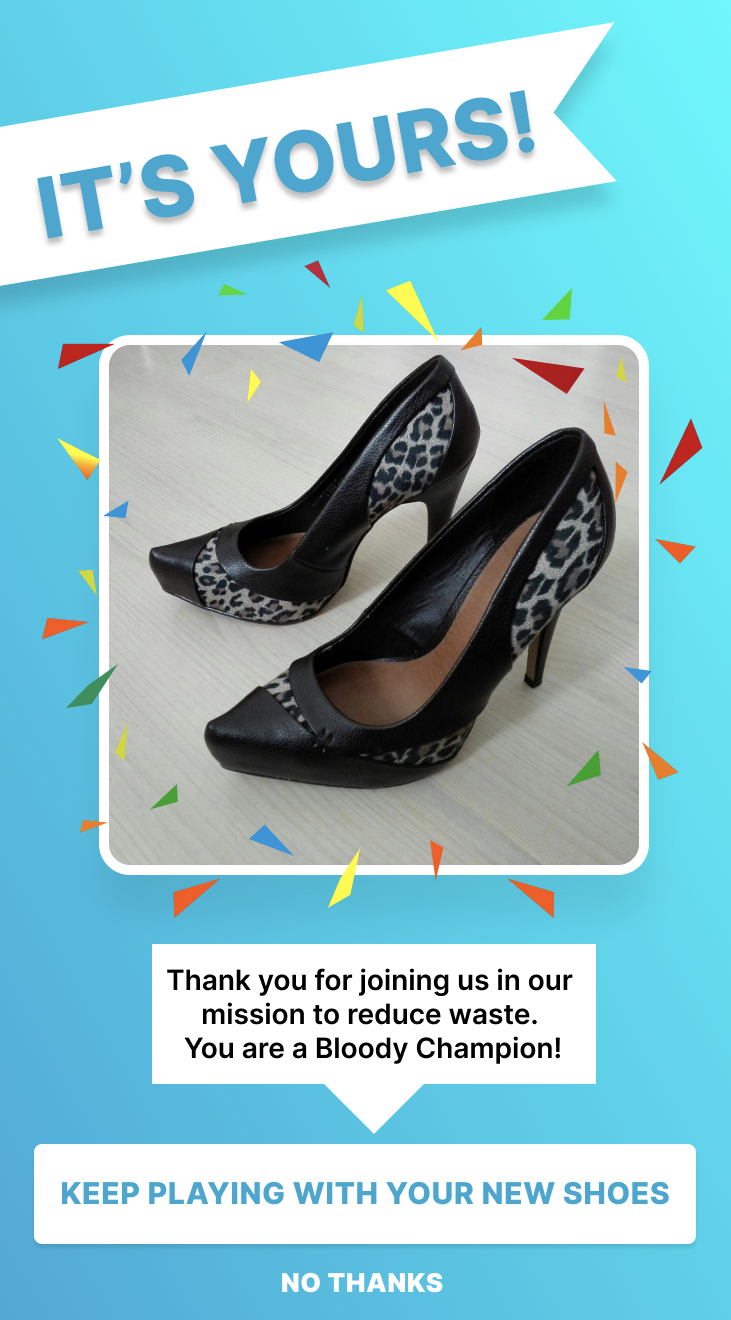 IT’S YOURS!
Thank you for joining us in our
mission to reduce waste.
You are a Bloody Champion!
KEEP PLAYING WITH YOUR NEW SHOES
NO THANKS